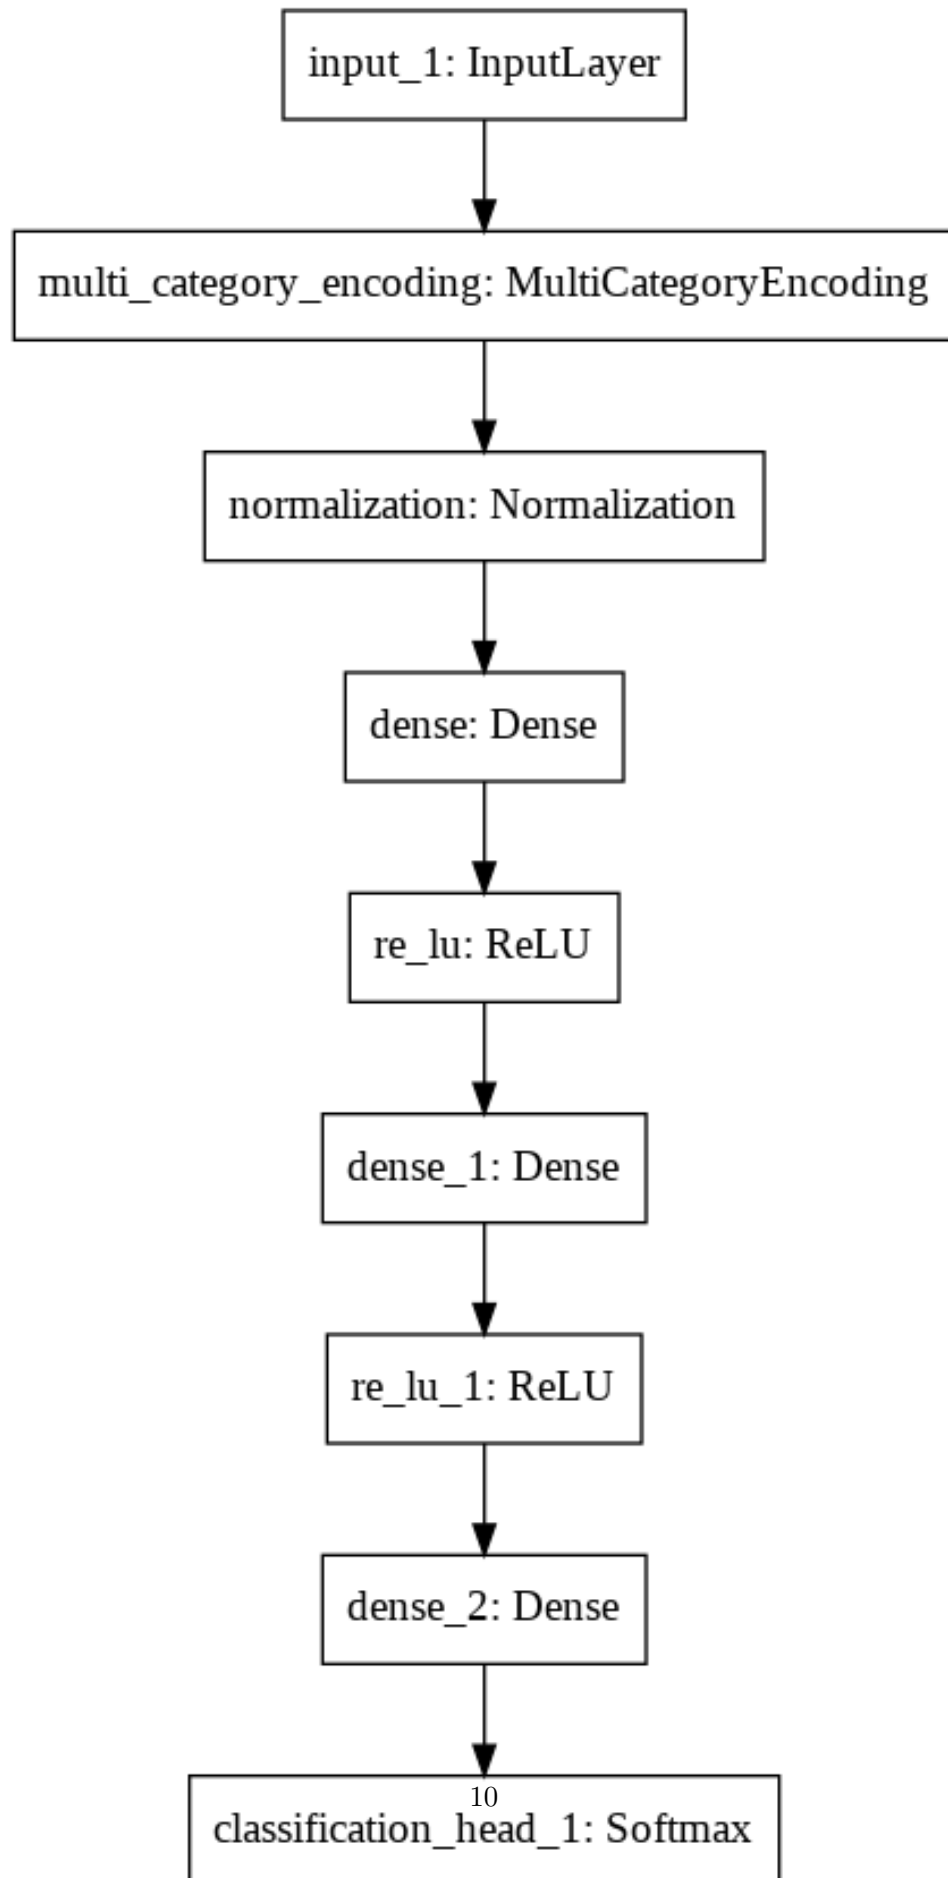 input_1: InputLayer
multi_category_encoding: MultiCategoryEncoding
normalization: Normalization
dense: Dense
re_lu: ReLU
dense_1: Dense
re_lu_1: ReLU
dense_2: Dense
10
classification_head_1: Softmax